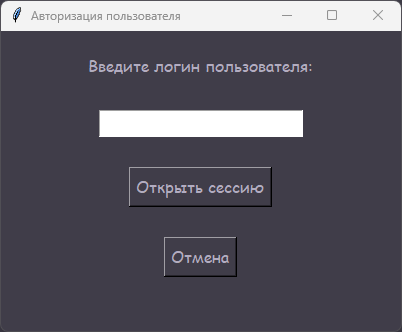 Авторизация пользователя
Введите логин пользователя:
Открыть сессию
Отмена